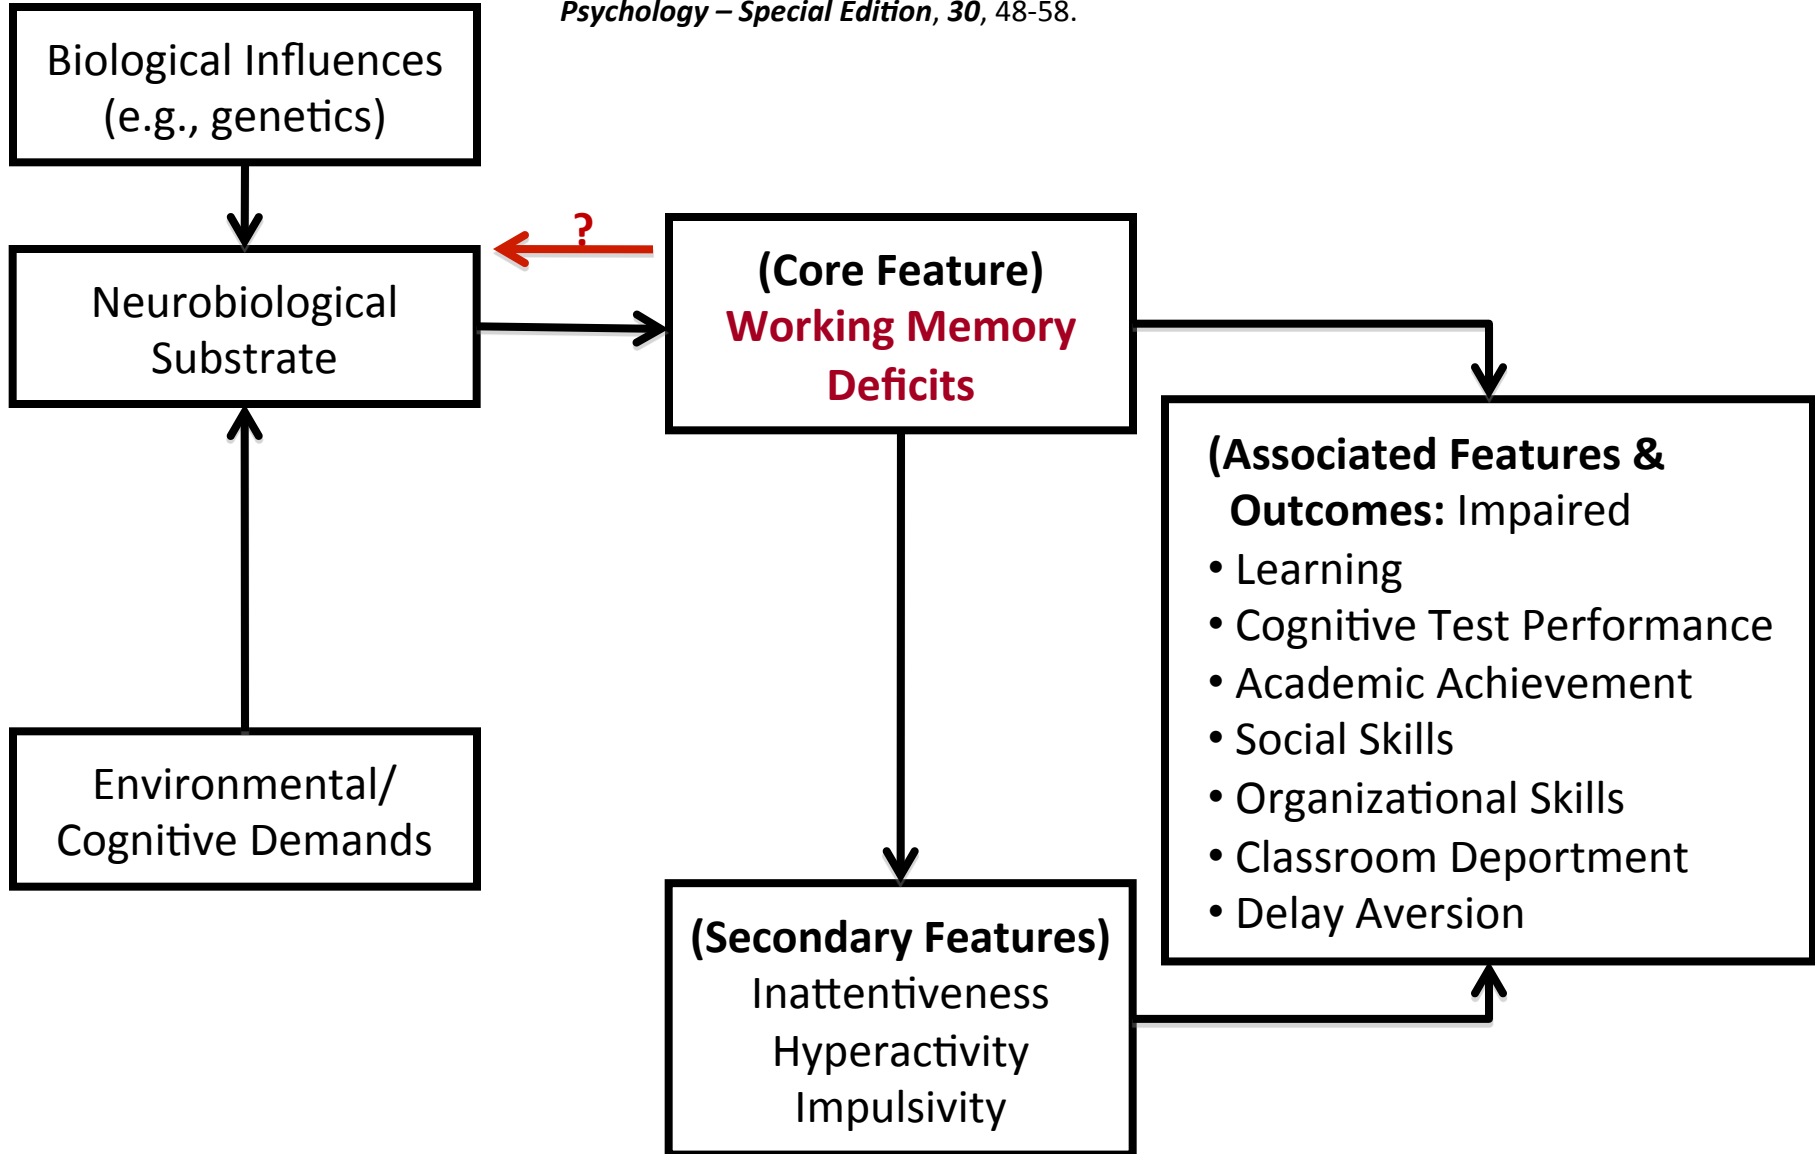 Psychology – Special Edition, 30, 48-58.
Biological Influences
(e.g., genetics)
?
Neurobiological
Substrate
(Core Feature)
Working Memory
Deficits
(Associated Features &
Outcomes: Impaired
• Learning
• Cognitive Test Performance
• Academic Achievement
• Social Skills
• Organizational Skills
• Classroom Deportment
• Delay Aversion
Environmental/
Cognitive Demands
(Secondary Features)
Inattentiveness
Hyperactivity
Impulsivity